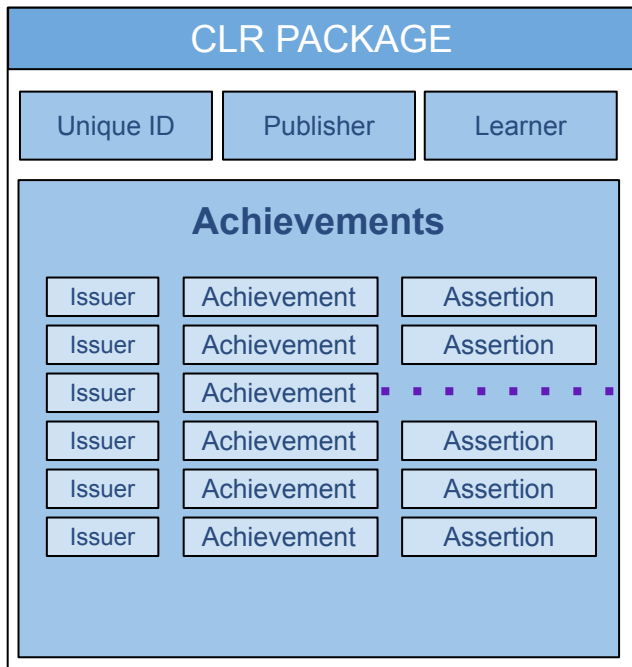 CLR PACKAGE
Unique ID Publisher Learner
Achievements
Issuer Achievement Assertion
Issuer Achievement Assertion
Issuer Achievement
Issuer Achievement Assertion
Issuer Achievement Assertion
Issuer Achievement Assertion